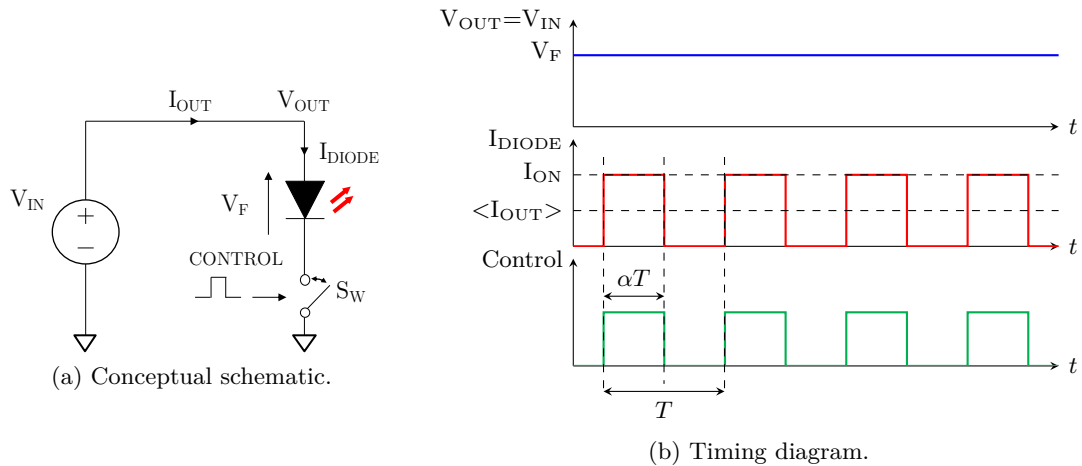 I_OUT
V_OUT
I_DIODE
V_IN
+
−
V_F
CONTROL
S_W
(a) Conceptual schematic.
V_OUT=V_IN
V_F
t
I_DIODE
I_ON
<I_OUT>
t
Control
αT
t
T
(b) Timing diagram.